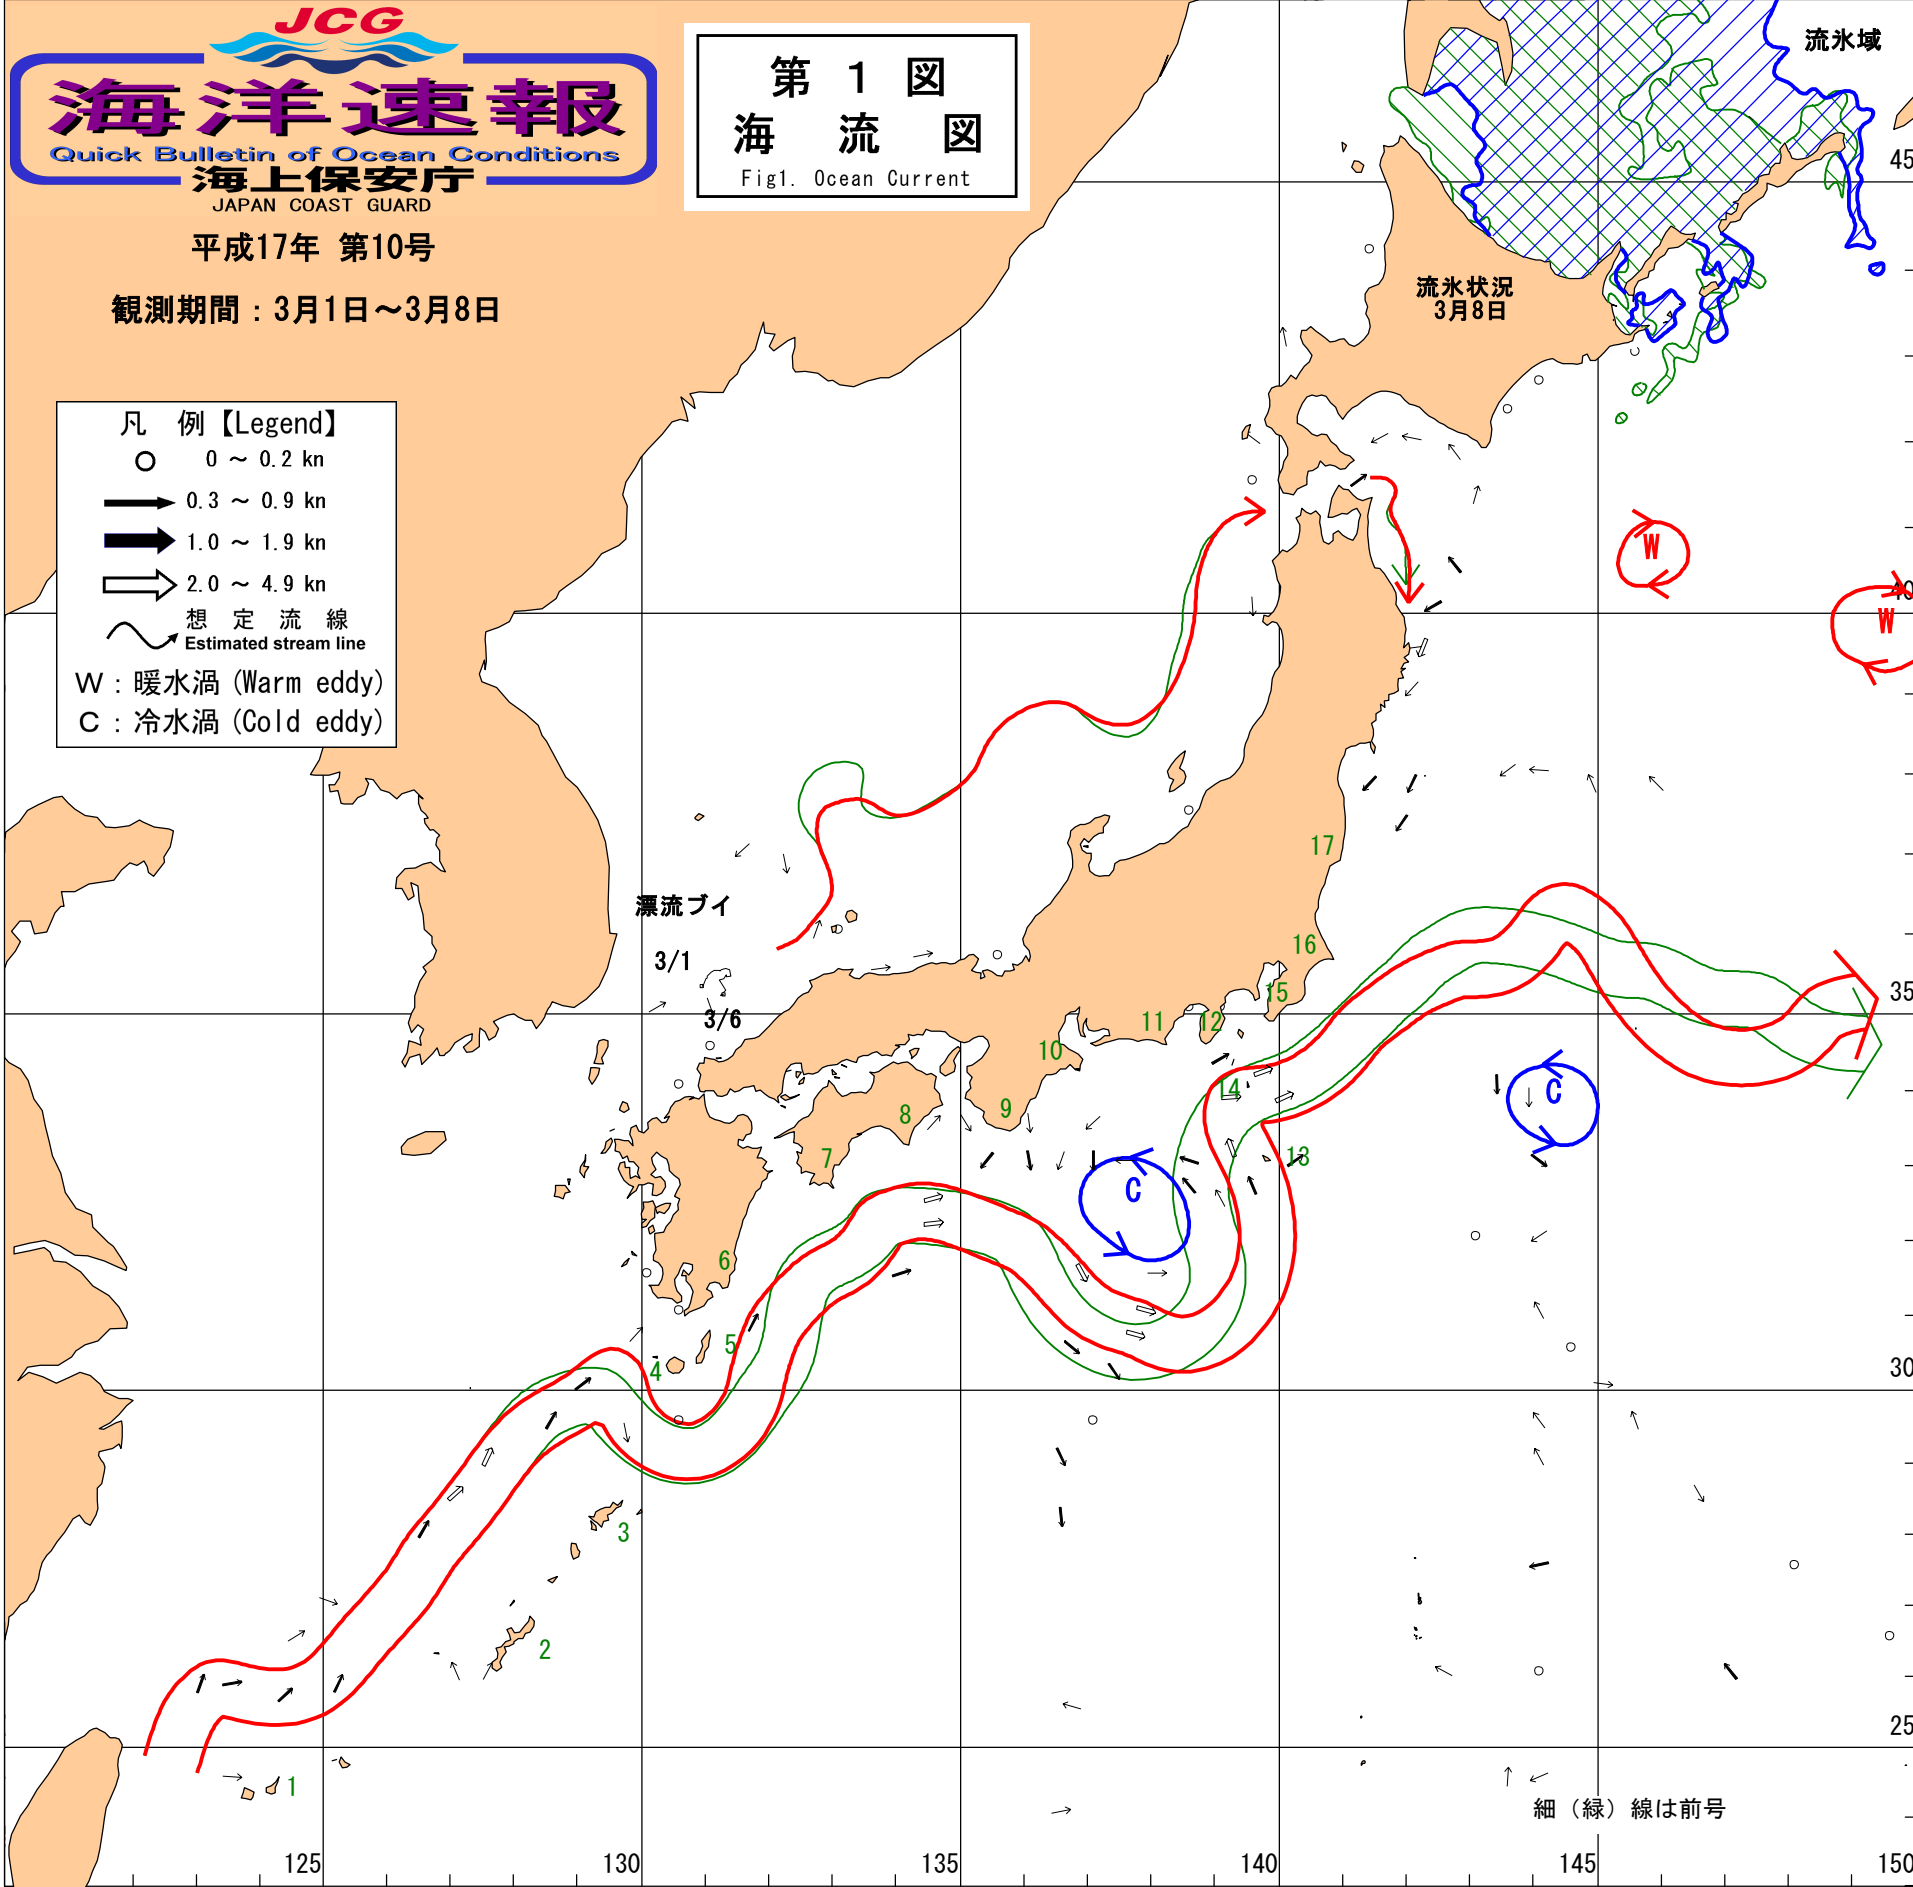 JCG
海洋速報
Quick Bulletin of Ocean Conditions
海上保安庁
JAPAN COAST GUARD
平成17年 第10号
観測期間：3月1日～3月8日
第 1 図
海 流 図
Fig1. Ocean Current
凡 例【Legend】
0 ～ 0.2 kn
0.3 ～ 0.9 kn
1.0 ～ 1.9 kn
2.0 ～ 4.9 kn
想 定 流 線
Estimated stream line
W：暖水渦(Warm eddy)
C：冷水渦(Cold eddy)
流氷域
45
流氷状況
3月8日
W
40
W
17
漂流ブイ
3/1
16
15
35
3/6
11
12
10
14
C
9
8
7
13
C
6
5
4
30
3
2
25
1
細（緑）線は前号
125
130
135
140
145
150